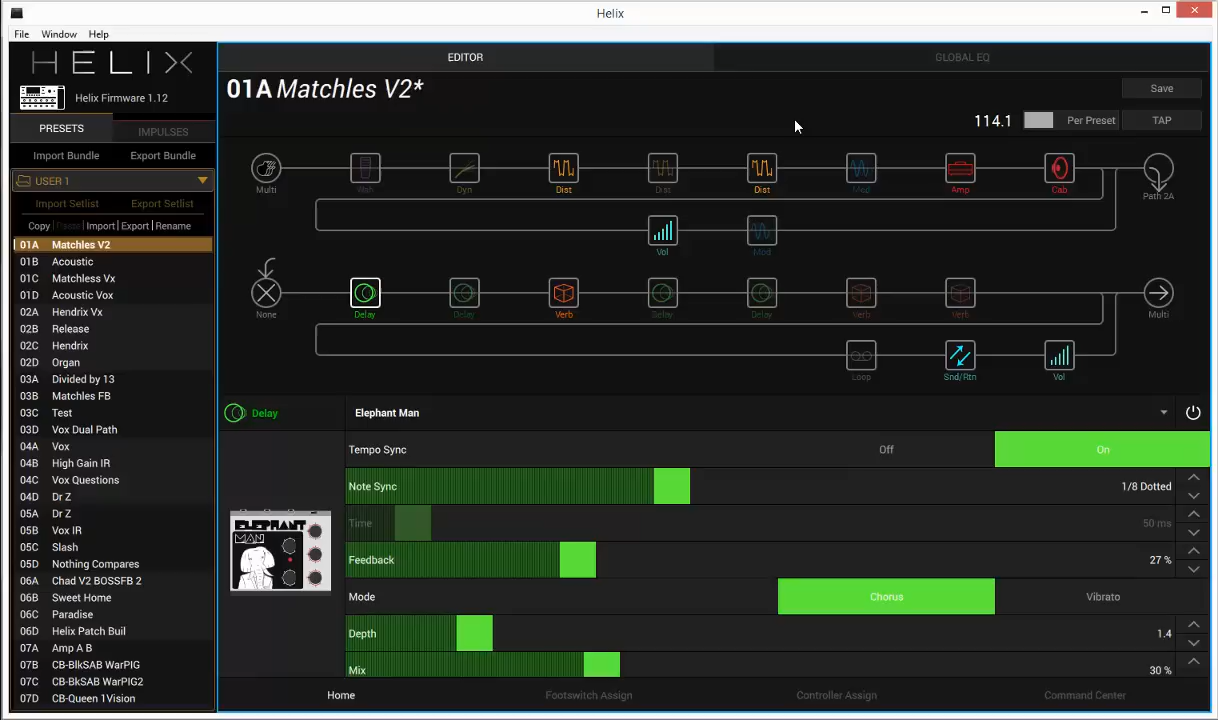 Helix
File Window Help
HELIX
Helix Firmware 1.12
PRESETS IMPULSES
Import Bundle Export Bundle
USER 1
Import Setlist Export Setlist
Copy Paste Import Export Rename
01A Matchles V2
01B Acoustic
01C Matchless Vx
01D Acoustic Vox
02A Hendrix Vx
02B Release
02C Hendrix
02D Organ
03A Divided by 13
03B Matchles FB
03C Test
03D Vox Dual Path
04A Vox
04B High Gain IR
04C Vox Questions
04D Dr Z
05A Dr Z
05B Vox IR
05C Slash
05D Nothing Compares
06A Chad V2 BOSSFB 2
06B Sweet Home
06C Paradise
06D Helix Patch Buil
07A Amp A B
07B CB-BlkSAB WarPIG
07C CB-BkSAB WarPIG2
07D CB-Queen 1Vision
EDITOR GLOBAL EQ
01A Matchles V2*
Save
114.1 Per Preset TAP
Multi Wah Dyn Dist Dist Dist Mod Amp Cab Path 2A
Vol Mod
None Delay Delay Verb Delay Delay Verb Verb Multi
Loop Snd/Rtn Vol
Delay Elephant Man
Tempo Sync Off On
Note Sync 1/8 Dotted
Time 50 ms
Feedback 27 %
Mode Chorus Vibrato
Depth 1.4
Mix 30 %
ELEPHANT
MAN
Home Footswitch Assign Controller Assign Command Center